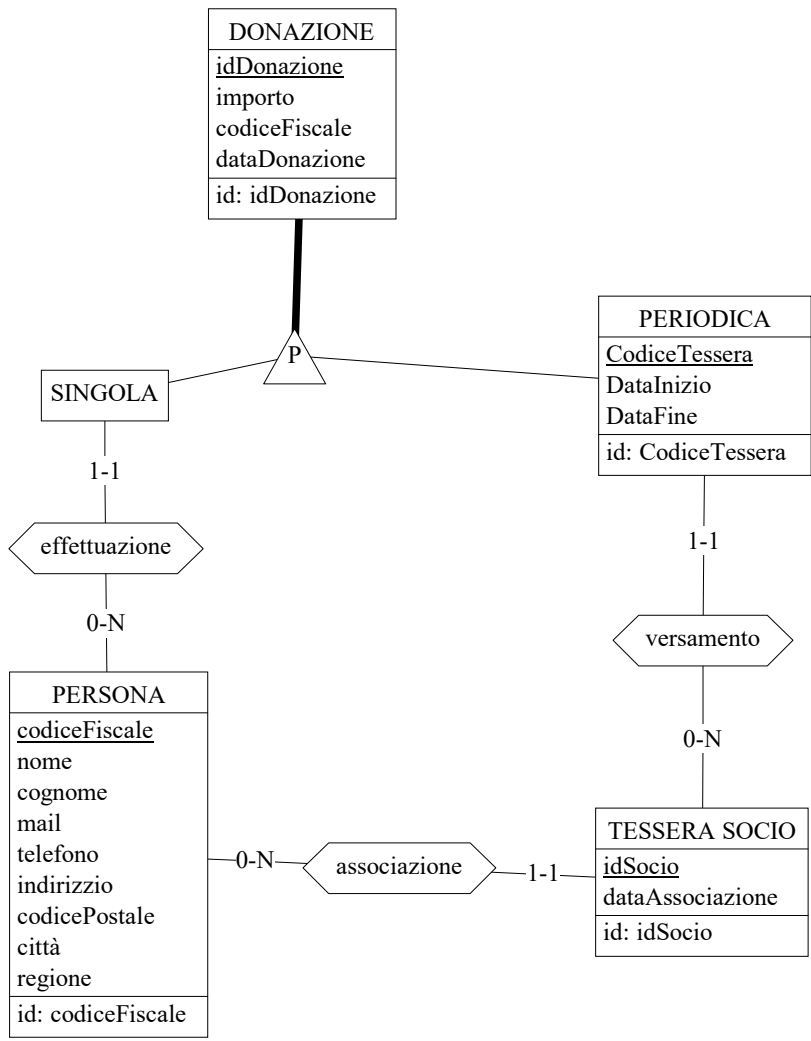 DONAZIONE
idDonazione
importo
codiceFiscale
dataDonazione
id: idDonazione
P
PERIODICA
CodiceTessera
DataInizio
DataFine
id: CodiceTessera
SINGOLA
1-1
effettuazione
0-N
1-1
versamento
0-N
PERSONA
codiceFiscale
nome
cognome
mail
telefono
indirizzio
codicePostale
città
regione
id: codiceFiscale
0-N
associazione
1-1
TESSERA SOCIO
idSocio
dataAssociazione
id: idSocio